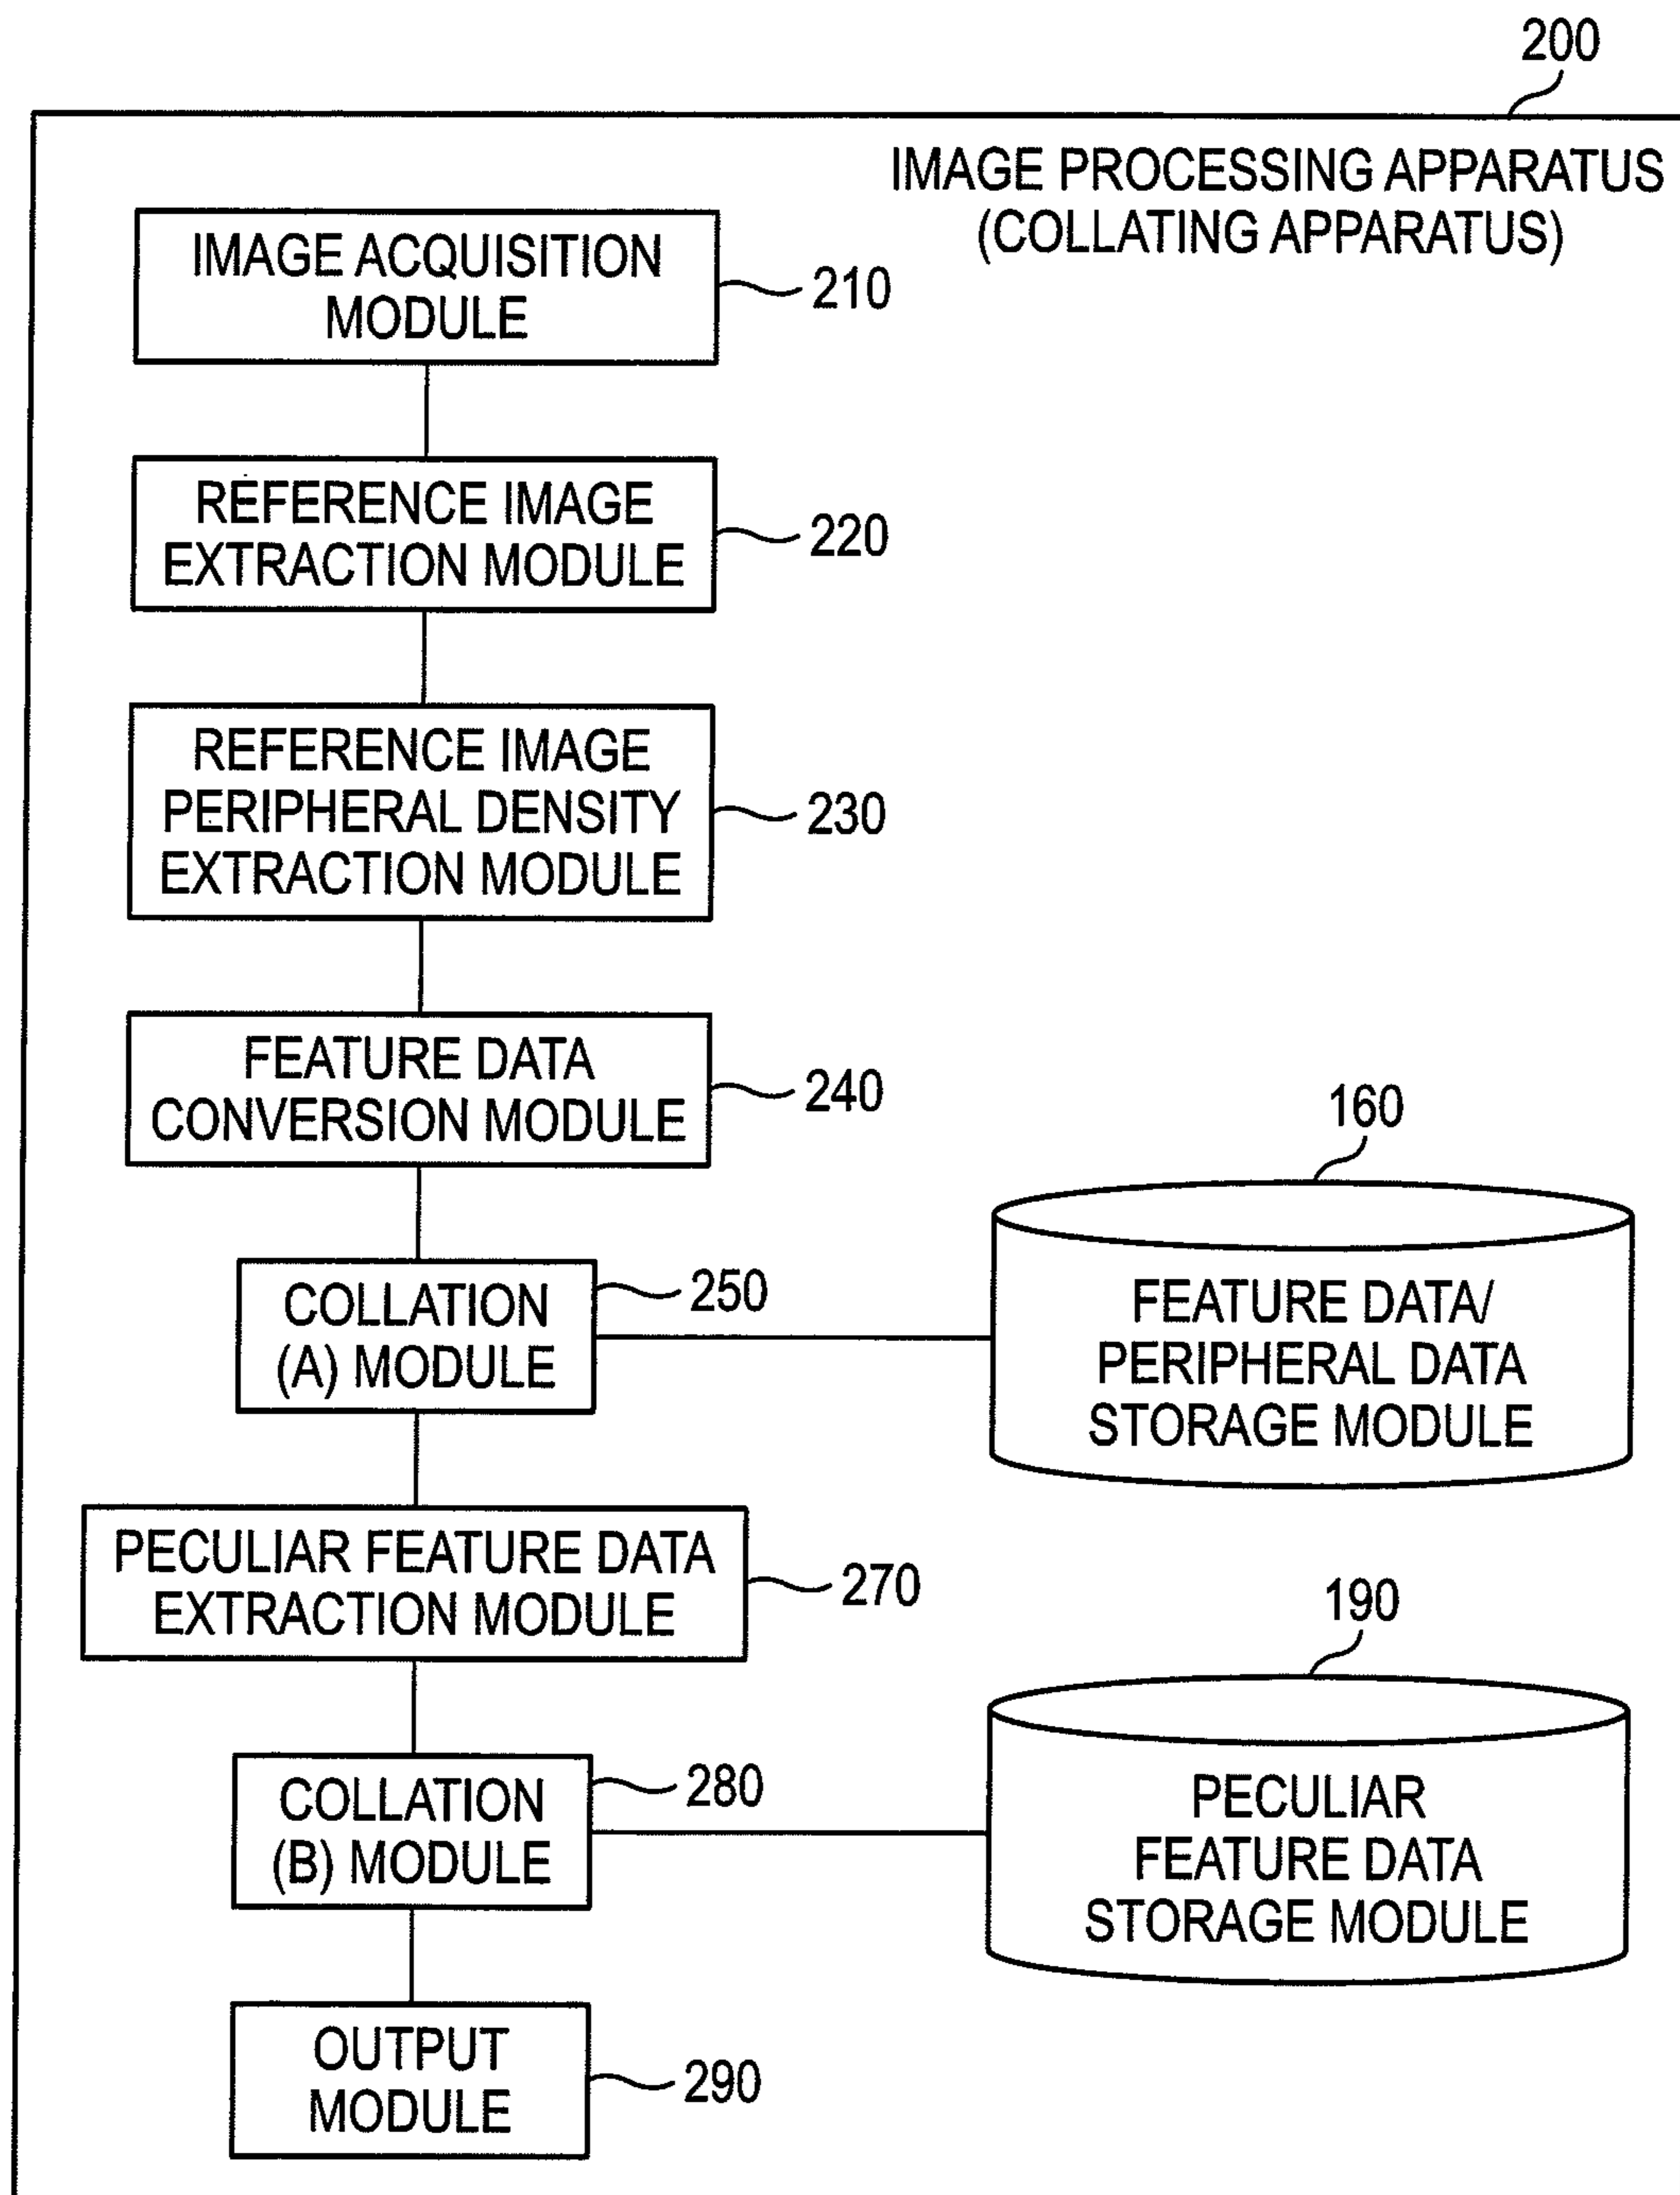 200
IMAGE PROCESSING APPARATUS
(COLLATING APPARATUS)
IMAGE ACQUISITION
MODULE
210
REFERENCE IMAGE
EXTRACTION MODULE
220
REFERENCE IMAGE
PERIPHERAL DENSITY
EXTRACTION MODULE
230
FEATURE DATA
CONVERSION MODULE
240
COLLATION
(A) MODULE
250
160
FEATURE DATA/
PERIPHERAL DATA
STORAGE MODULE
PECULIAR FEATURE DATA
EXTRACTION MODULE
270
COLLATION
(B) MODULE
280
190
PECULIAR
FEATURE DATA
STORAGE MODULE
OUTPUT
MODULE
290